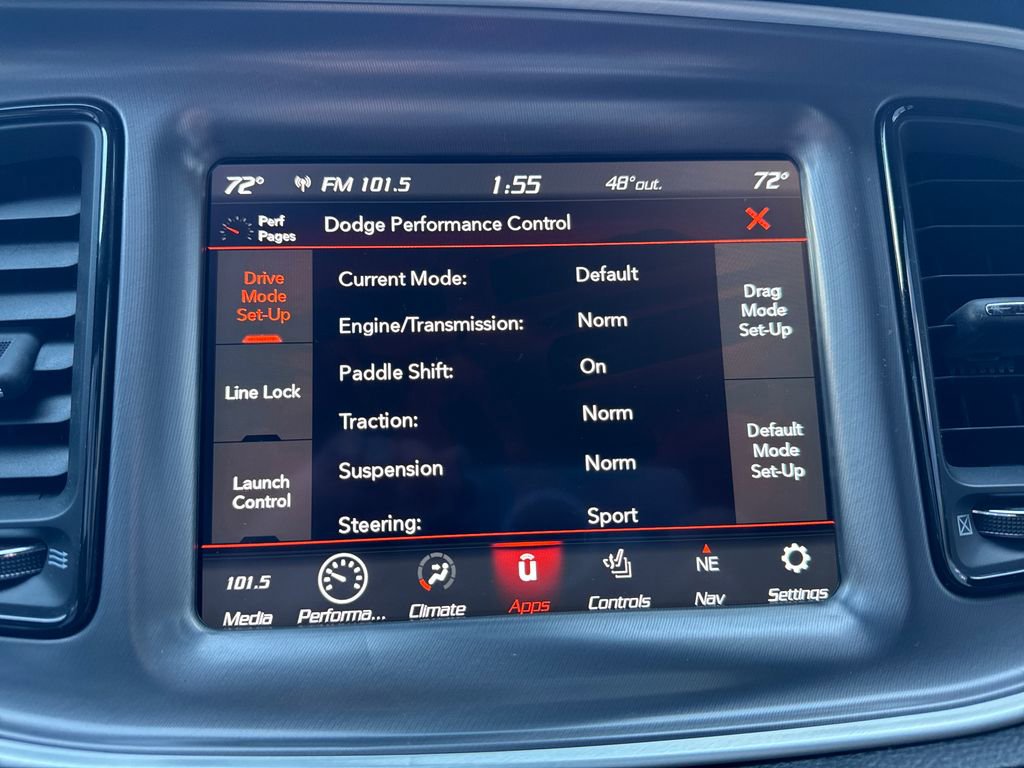 72° FM 101.5 1:55 48°out. 72°
Perf
Pages
Dodge Performance Control
Drive
Mode
Set-Up
Line Lock
Launch
Control
Current Mode: Default
Engine/Transmission: Norm
Paddle Shift: On
Traction: Norm
Suspension Norm
Steering: Sport
Drag
Mode
Set-Up
Default
Mode
Set-Up
101.5 NE
Media Performa... Climate Apps Controls Nav Settings